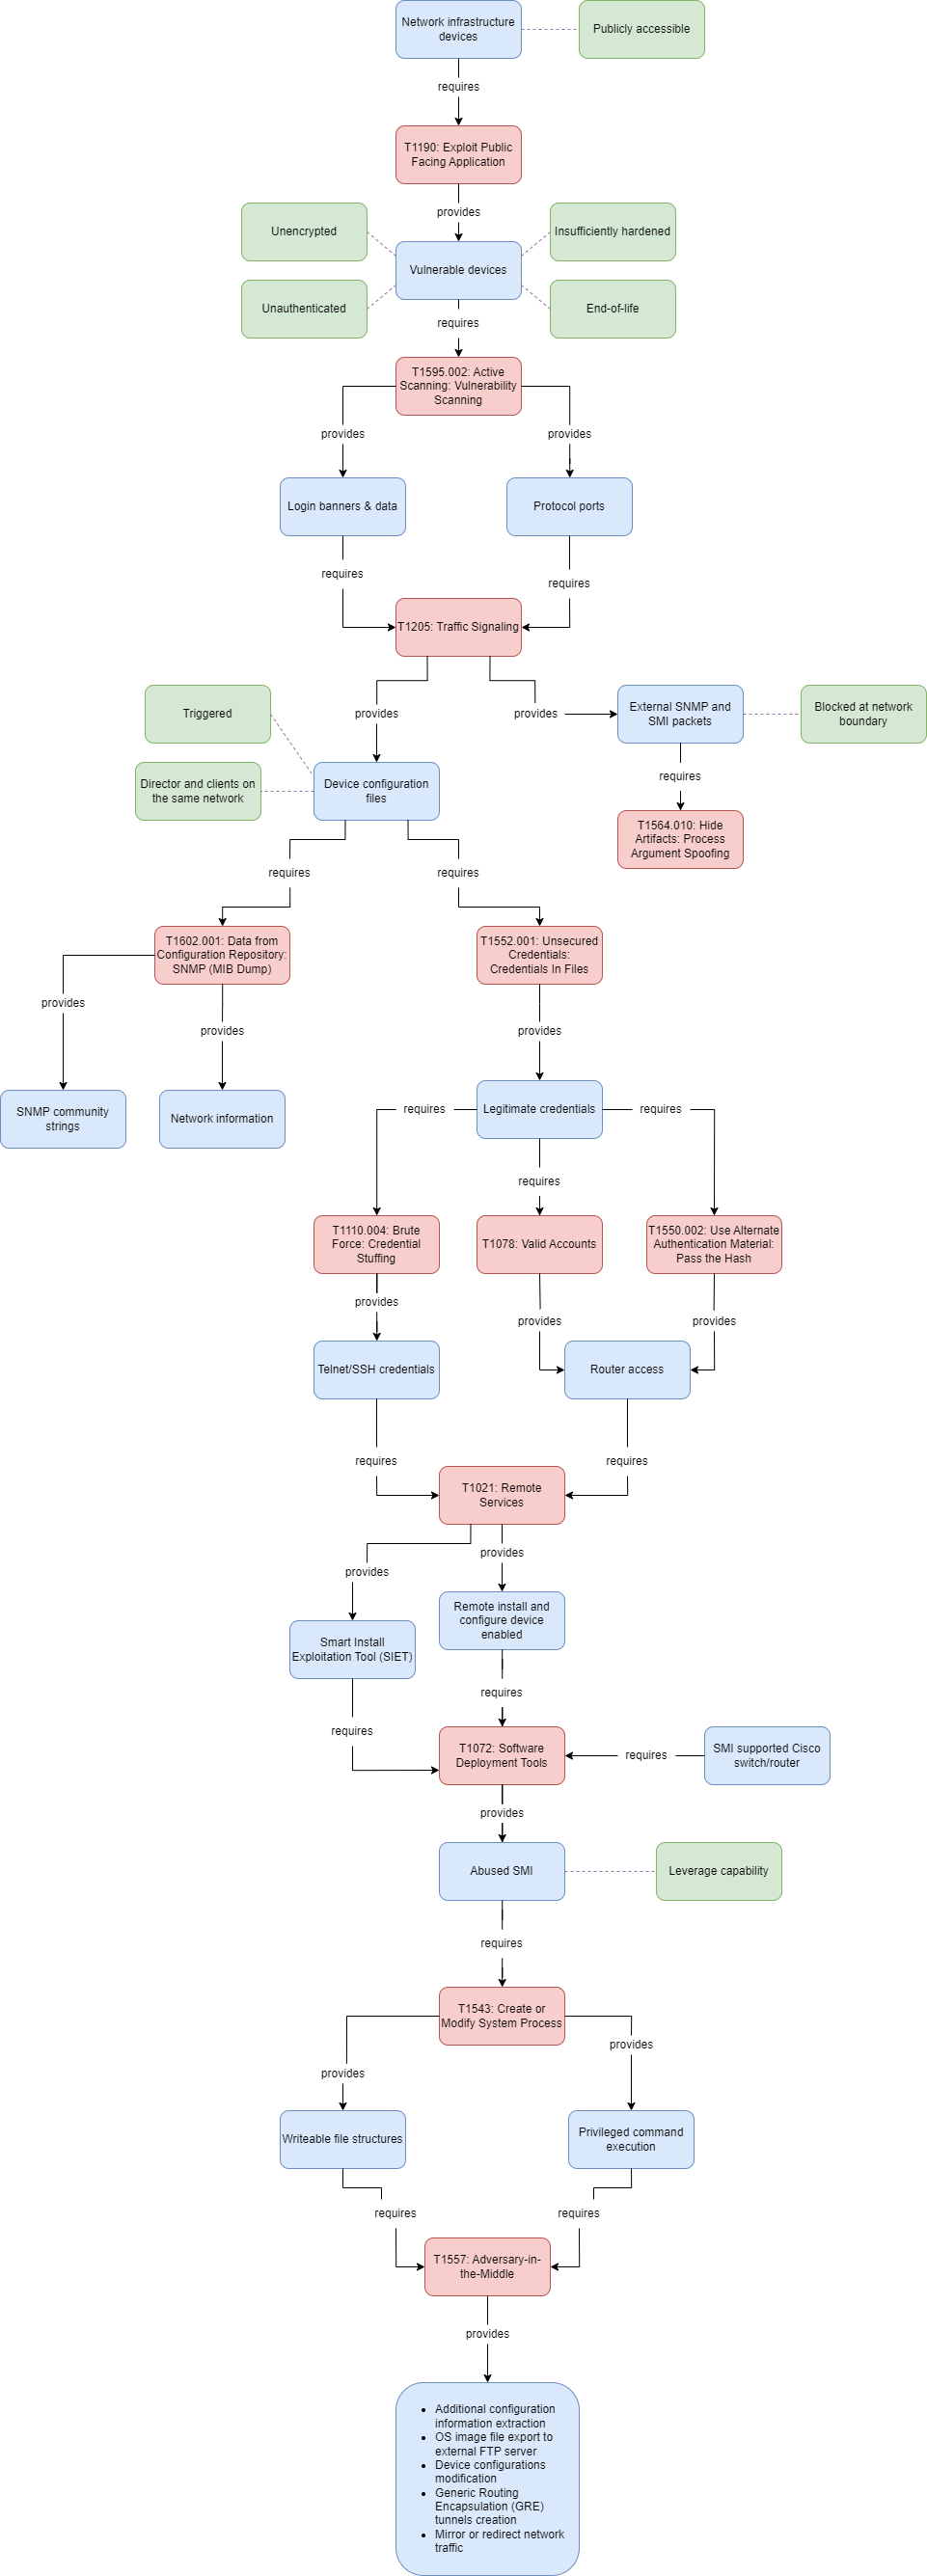 Network infrastructure
devices
Publicly accessible
requires
T1190: Exploit Public
Facing Application
provides
Unencrypted
Insufficiently hardened
Vulnerable devices
Unauthenticated
End-of-life
requires
T1595.002: Active
Scanning: Vulnerability
Scanning
provides
provides
Login banners & data
Protocol ports
requires
requires
T1205: Traffic Signaling
Triggered
provides
provides
External SNMP and
SMI packets
Blocked at network
boundary
Director and clients on
the same network
Device configuration
files
requires
T1564.010: Hide
Artifacts: Process
Argument Spoofing
requires
requires
T1602.001: Data from
Configuration Repository:
SNMP (MIB Dump)
T1552.001: Unsecured
Credentials:
Credentials In Files
provides
provides
provides
SNMP community
strings
Network information
Legitimate credentials
requires
requires
requires
T1110.004: Brute
Force: Credential
Stuffing
T1078: Valid Accounts
T1550.002: Use Alternate
Authentication Material:
Pass the Hash
provides
provides
provides
Telnet/SSH credentials
Router access
requires
requires
T1021: Remote
Services
provides
provides
Remote install and
configure device
enabled
Smart Install
Exploitation Tool (SIET)
requires
requires
T1072: Software
Deployment Tools
requires
SMI supported Cisco
switch/router
provides
Abused SMI
Leverage capability
requires
T1543: Create or
Modify System Process
provides
provides
Writeable file structures
Privileged command
execution
requires
requires
T1557: Adversary-in-
the-Middle
provides
• Additional configuration
information extraction
• OS image file export to
external FTP server
• Device configurations
modification
• Generic Routing
Encapsulation (GRE)
tunnels creation
• Mirror or redirect network
traffic